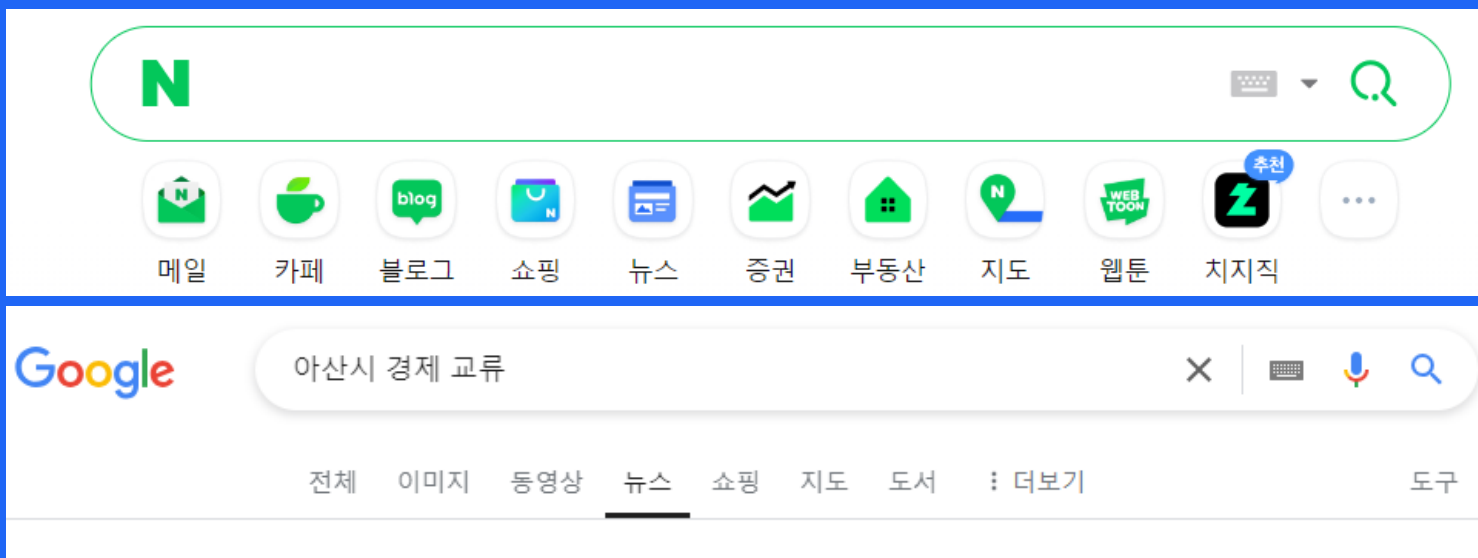 N
추천
N blog N N WEB TOON Z ...
메일 카페 블로그 쇼핑 뉴스 증권 부동산 지도 웹툰 치지직
Google 아산시 경제 교류
전체 이미지 동영상 뉴스 쇼핑 지도 도서 더보기 도구